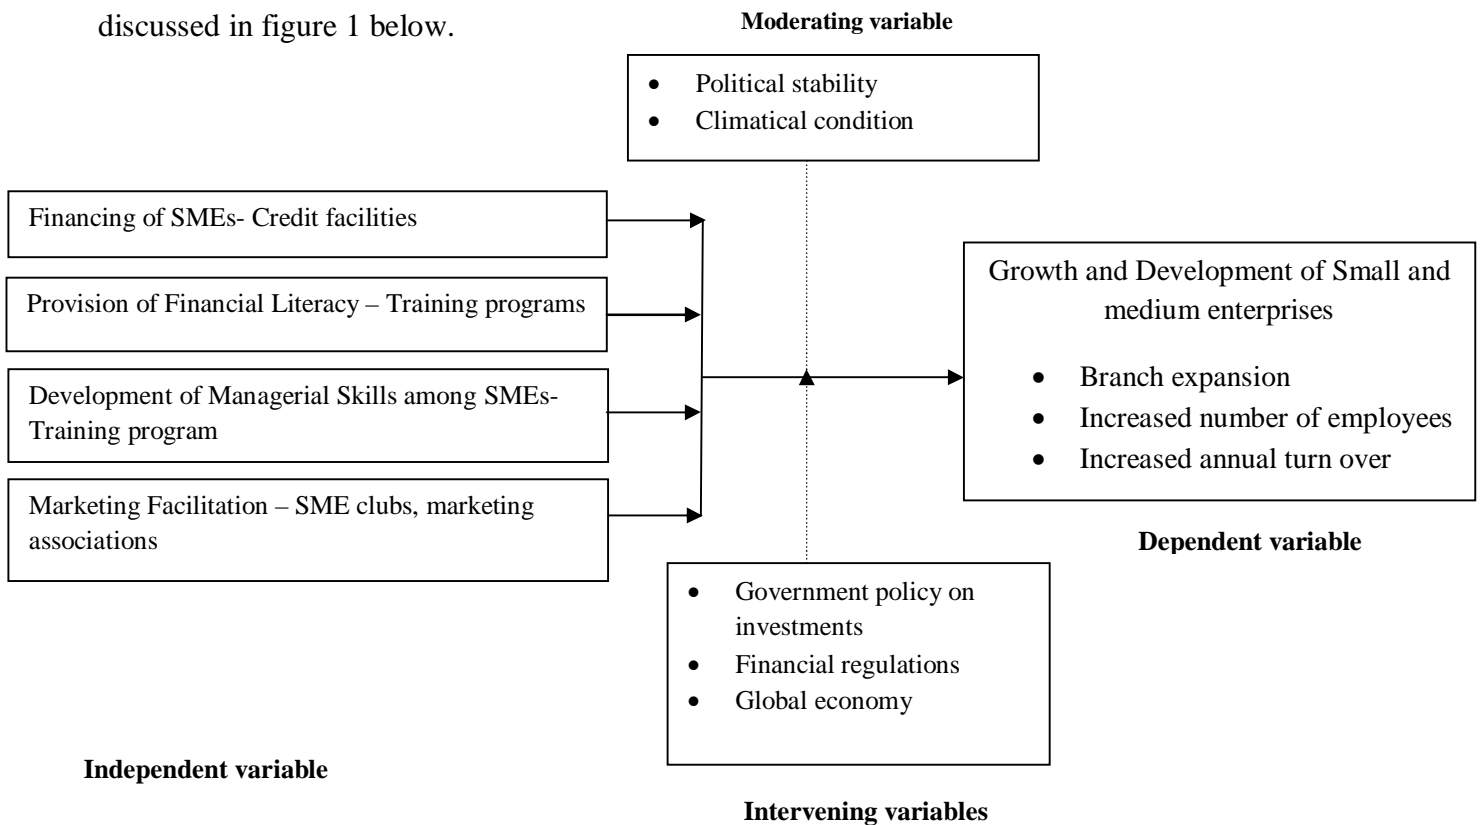 discussed in figure 1 below.
Moderating variable
• Political stability
• Climatical condition
Financing of SMEs- Credit facilities
Provision of Financial Literacy – Training programs
Development of Managerial Skills among SMEs-
Training program
Marketing Facilitation – SME clubs, marketing
associations
Growth and Development of Small and
medium enterprises
• Branch expansion
• Increased number of employees
• Increased annual turn over
Dependent variable
• Government policy on
investments
• Financial regulations
• Global economy
Independent variable
Intervening variables